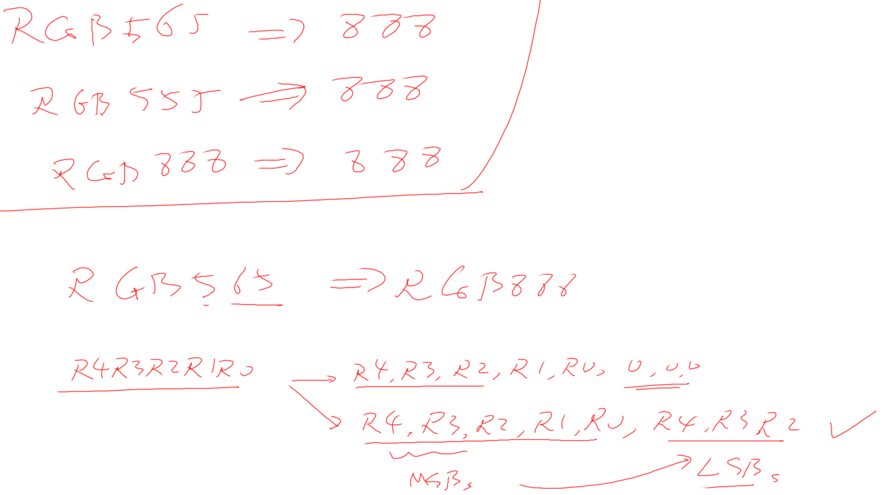 RGB565 => 888
RGB555 → 888
RGB888 => 888
RGB565 => RGB888
R4R3R2R1R0 → R4, R3, R2, R1, R0, 0, 0, 0
R4, R3, R2, R1, R0, R4, R3, R2 ✓
MSBs → LSBs